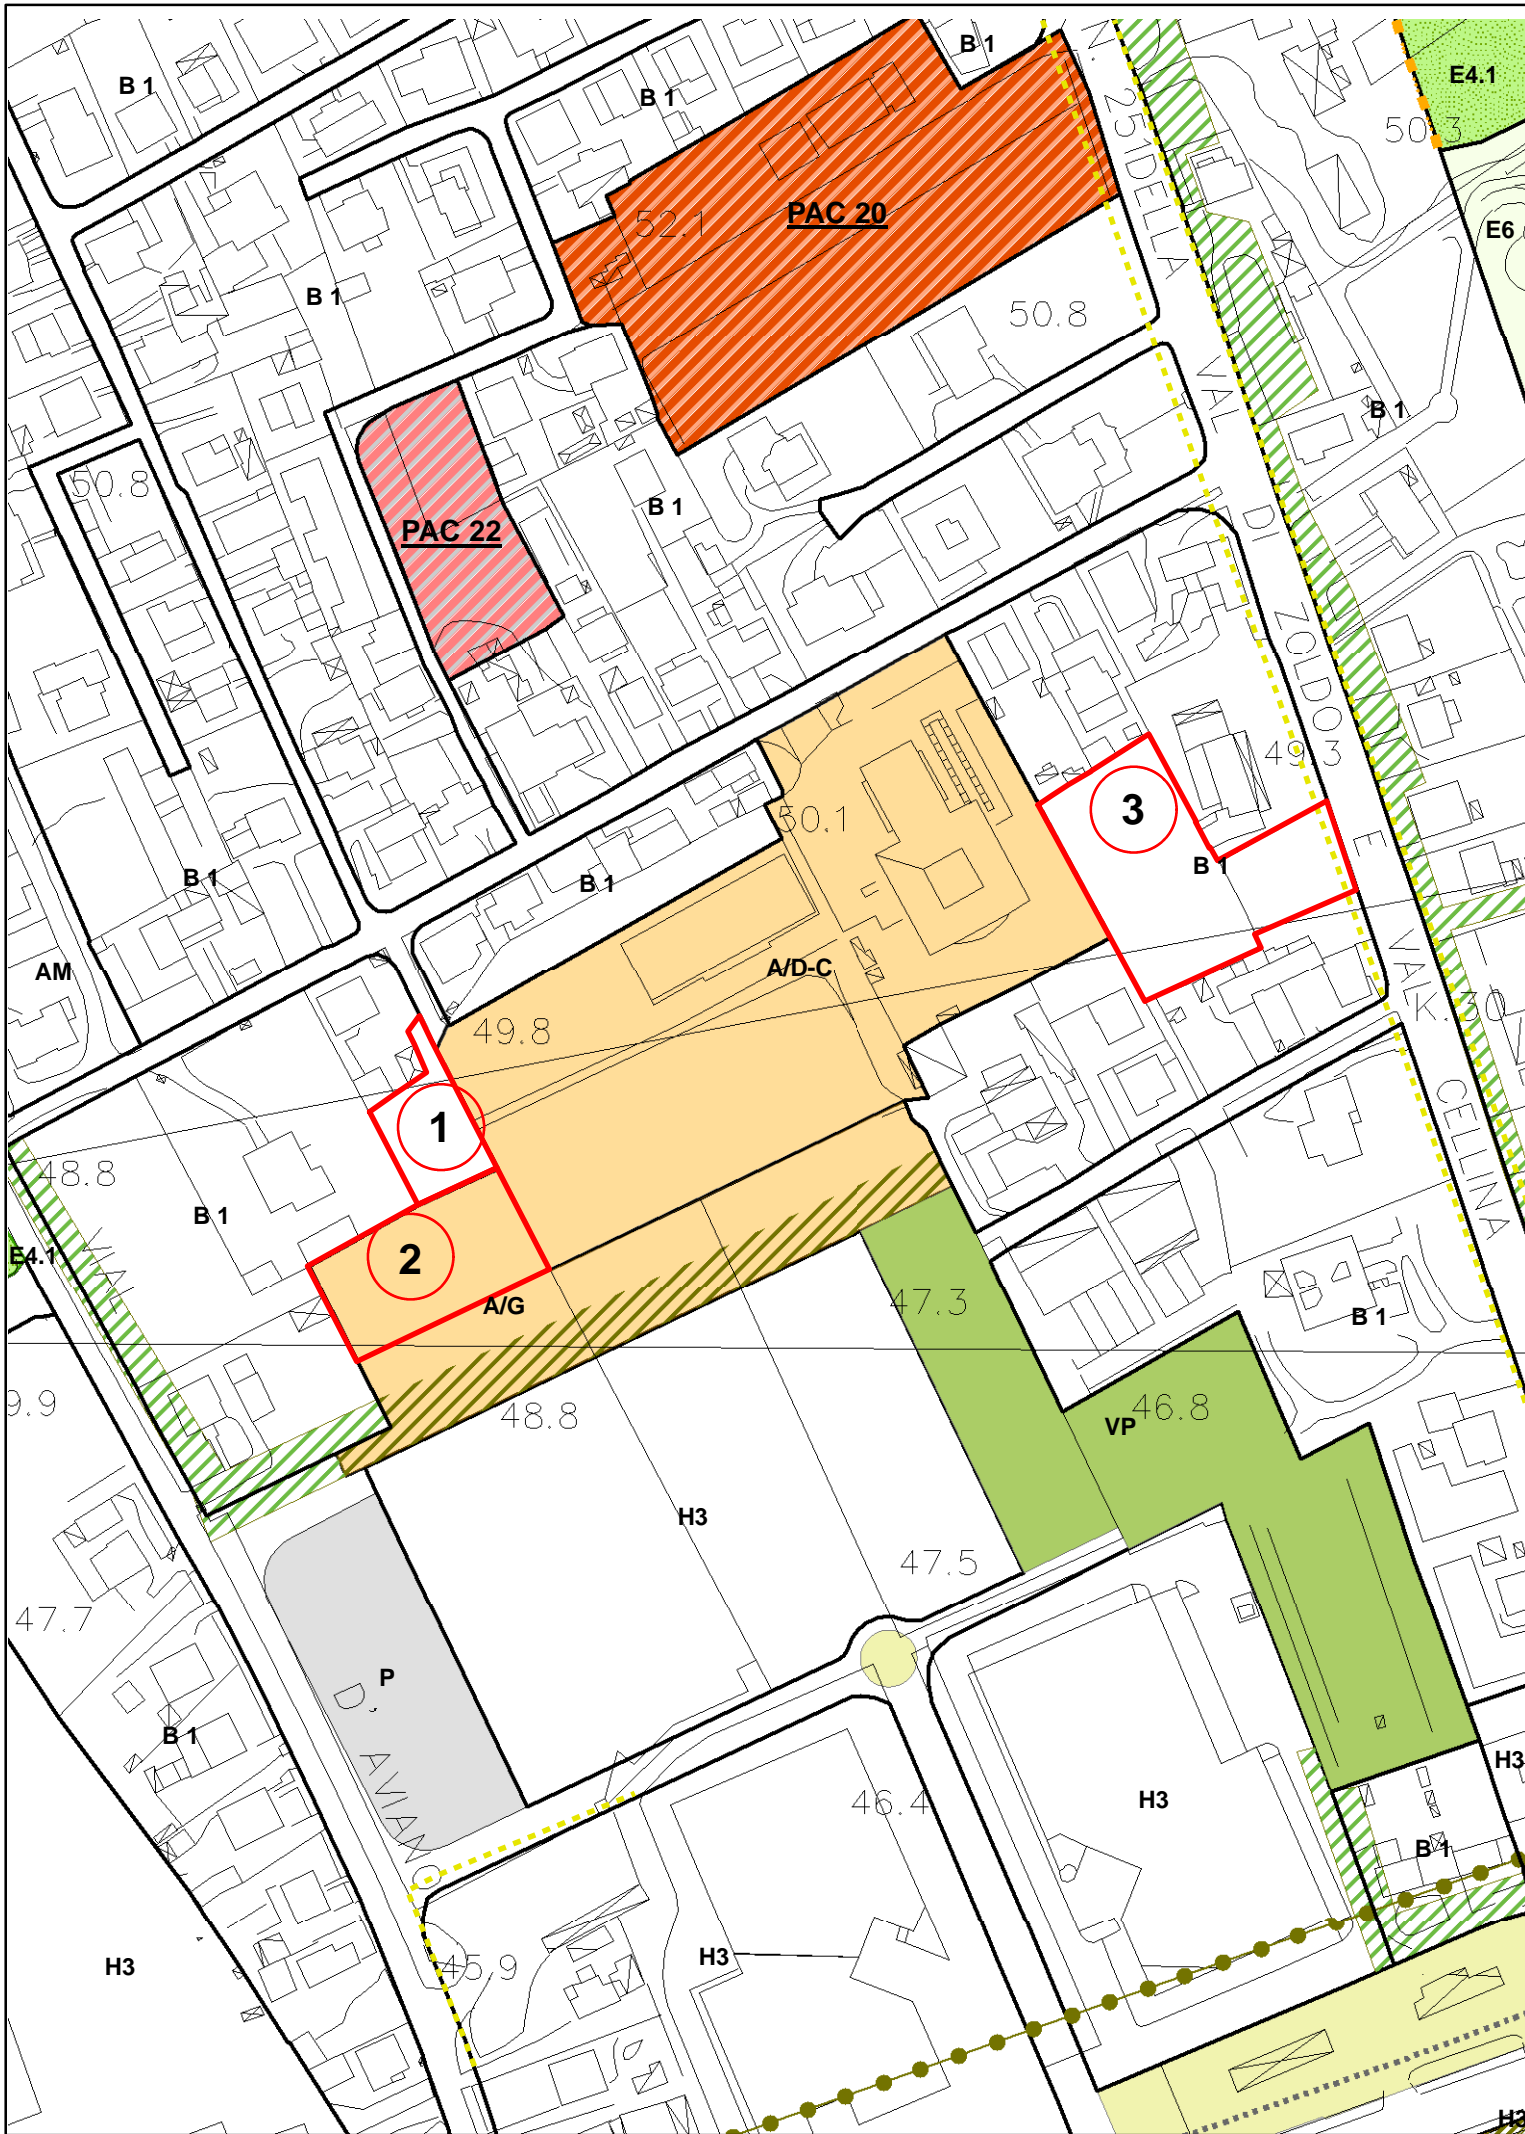 B 1
B 1
B 1
N. 251 DELLA VAL DI ZOLDO E VAL CELLINA
E4.1
50.3
52.1
PAC 20
E6
B 1
50.8
B 1
50.8
B 1
PAC 22
49.3
3
50.1
B 1
B 1
B 1
A/D-C
AM
49.8
K. 30
1
48.8
B 1
2
E4.1
A/G
47.3
B 1
9.9
48.8
VP
46.8
H3
47.5
47.7
P
VIA D' AVIANO
B 1
H3
46.4
H3
B 1
H3
H3
45.9
H3